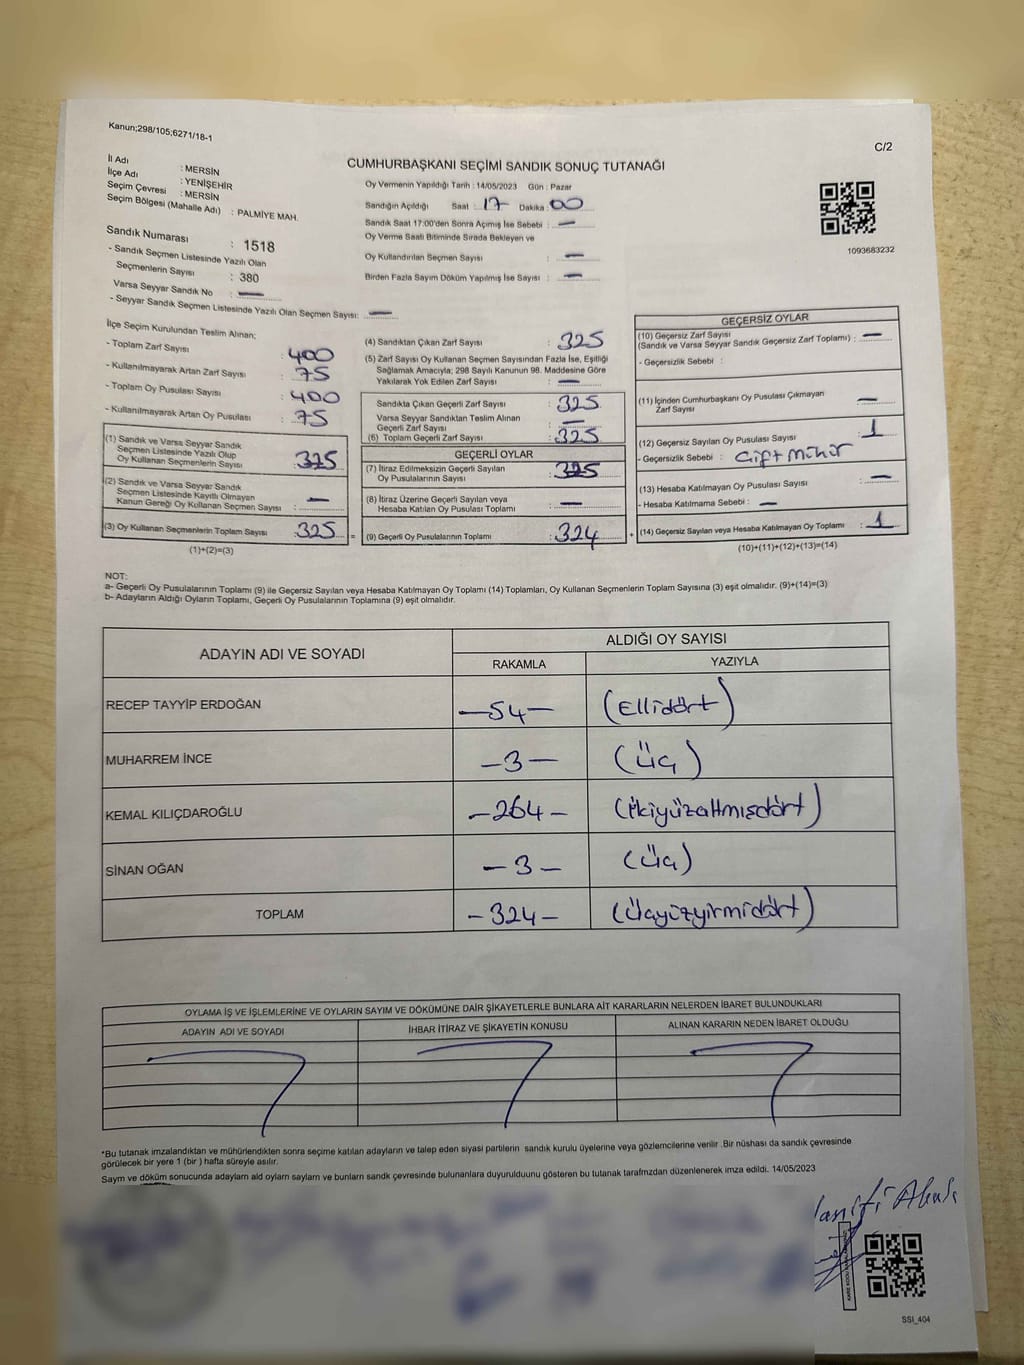 Kanun;298/105;6271/18-1
C/2
CUMHURBAŞKANI SEÇİMİ SANDIK SONUÇ TUTANAĞI
İl Adı : MERSİN
İlçe Adı : YENİŞEHİR
Seçim Çevresi : MERSİN
Seçim Bölgesi (Mahalle Adı) : PALMİYE MAH.
Sandık Numarası : 1518
- Sandık Seçmen Listesinde Yazılı Olan
Seçmenlerin Sayısı : 380
Varsa Seyyar Sandık No : —
- Seyyar Sandık Seçmen Listesinde Yazılı Olan Seçmen Sayısı: —
Oy Vermenin Yapıldığı Tarih : 14/05/2023 Gün : Pazar
Sandığın Açıldığı Saat : 17 Dakika : 00
Sandık Saat 17:00'den Sonra Açımış İse Sebebi : —
Oy Verme Saati Bitiminde Sırada Bekleyen ve
Oy Kullandırılan Seçmen Sayısı : —
Birden Fazla Sayım Döküm Yapılmış İse Sayısı : —
1093683232
İlçe Seçim Kurulundan Teslim Alınan;
- Toplam Zarf Sayısı : 400
- Kullanılmayarak Artan Zarf Sayısı : 75
- Toplam Oy Pusulası Sayısı : 400
- Kullanılmayarak Artan Oy Pusulası : 75
(1) Sandık ve Varsa Seyyar Sandık
Seçmen Listesinde Yazılı Olup
Oy Kullanan Seçmenlerin Sayısı : 325
(2) Sandık ve Varsa Seyyar Sandık
Seçmen Listesinde Kayıtlı Olmayan
Kanun Gereği Oy Kullanan Seçmen Sayısı : —
(3) Oy Kullanan Seçmenlerin Toplam Sayısı : 325 =
(1)+(2)=(3)
(4) Sandıktan Çıkan Zarf Sayısı : 325
(5) Zarf Sayısı Oy Kullanan Seçmen Sayısından Fazla İse, Eşitliği
Sağlamak Amacıyla; 298 Sayılı Kanunun 98. Maddesine Göre
Yakılarak Yok Edilen Zarf Sayısı : —
Sandıkta Çıkan Geçerli Zarf Sayısı : 325
Varsa Seyyar Sandıktan Teslim Alınan
Geçerli Zarf Sayısı : —
(6) Toplam Geçerli Zarf Sayısı : 325
GEÇERLİ OYLAR
(7) İtiraz Edilmeksizin Geçerli Sayılan
Oy Pusulalarının Sayısı : 325
(8) İtiraz Üzerine Geçerli Sayılan veya
Hesaba Katılan Oy Pusulası Toplamı : —
(9) Geçerli Oy Pusulalarının Toplamı : 324 +
GEÇERSİZ OYLAR
(10) Geçersiz Zarf Sayısı
(Sandık ve Varsa Seyyar Sandık Geçersiz Zarf Toplamı) : —
- Geçersizlik Sebebi :
(11) İçinden Cumhurbaşkanı Oy Pusulası Çıkmayan
Zarf Sayısı : —
(12) Geçersiz Sayılan Oy Pusulası Sayısı : 1
- Geçersizlik Sebebi : Çift Mühür
(13) Hesaba Katılmayan Oy Pusulası Sayısı : —
- Hesaba Katılmama Sebebi : —
(14) Geçersiz Sayılan veya Hesaba Katılmayan Oy Toplamı : 1
(10)+(11)+(12)+(13)=(14)
NOT:
a- Geçerli Oy Pusulalarının Toplamı (9) ile Geçersiz Sayılan veya Hesaba Katılmayan Oy Toplamı (14) Toplamları, Oy Kullanan Seçmenlerin Toplam Sayısına (3) eşit olmalıdır. (9)+(14)=(3)
b- Adayların Aldığı Oyların Toplamı, Geçerli Oy Pusulalarının Toplamına (9) eşit olmalıdır.
ADAYIN ADI VE SOYADI
ALDIĞI OY SAYISI
RAKAMLA YAZIYLA
RECEP TAYYİP ERDOĞAN —54— (Ellidört)
MUHARREM İNCE —3— (Üç)
KEMAL KILIÇDAROĞLU —264— (İkiyüzaltmışdört)
SİNAN OĞAN —3— (Üç)
TOPLAM —324— (Üçyüzyirmidört)
OYLAMA İŞ VE İŞLEMLERİNE VE OYLARIN SAYIM VE DÖKÜMÜNE DAİR ŞİKAYETLERLE BUNLARA AİT KARARLARIN NELERDEN İBARET BULUNDUKLARI
ADAYIN ADI VE SOYADI İHBAR İTİRAZ VE ŞİKAYETİN KONUSU ALINAN KARARIN NEDEN İBARET OLDUĞU
*Bu tutanak imzalandıktan ve mühürlendikten sonra seçime katılan adayların ve talep eden siyasi partilerin sandık kurulu üyelerine veya gözlemcilerine verilir .Bir nüshası da sandık çevresinde
görülecek bir yere 1 (bir ) hafta süreyle asılır.
Sayım ve döküm sonucunda adayların ald oyların sayıları ve bunların sandk çevresinde bulunanlara duyurulduunu gösteren bu tutanak tarafmzdan düzenlenerek imza edildi. 14/05/2023
SSI_404